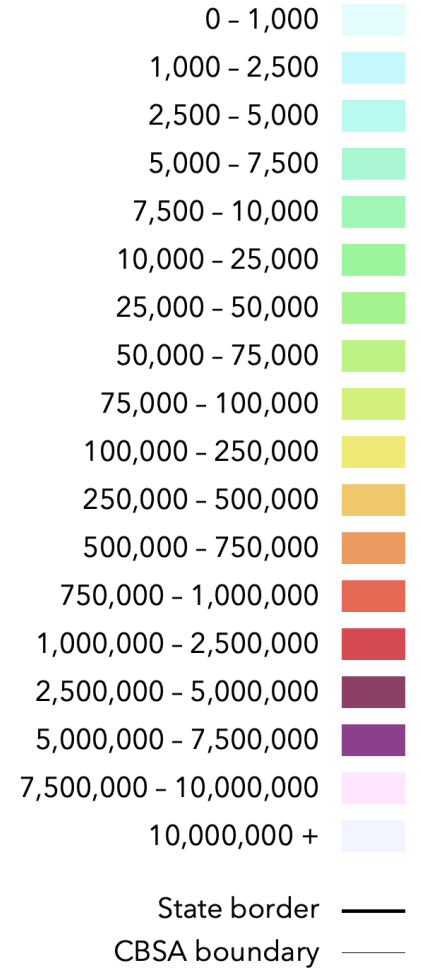 0 – 1,000
1,000 – 2,500
2,500 – 5,000
5,000 – 7,500
7,500 – 10,000
10,000 – 25,000
25,000 – 50,000
50,000 – 75,000
75,000 – 100,000
100,000 – 250,000
250,000 – 500,000
500,000 – 750,000
750,000 – 1,000,000
1,000,000 – 2,500,000
2,500,000 – 5,000,000
5,000,000 – 7,500,000
7,500,000 – 10,000,000
10,000,000 +
State border
CBSA boundary